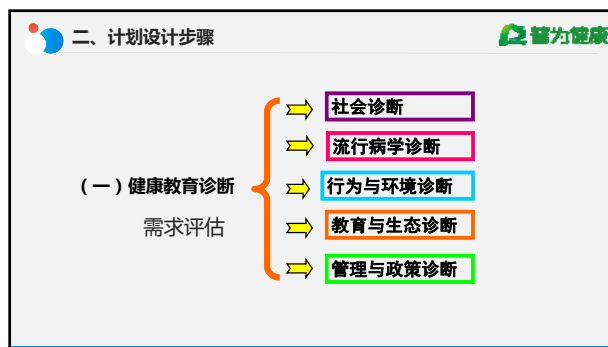 二、计划设计步骤
普为健康
社会诊断
流行病学诊断
（一）健康教育诊断
行为与环境诊断
需求评估
教育与生态诊断
管理与政策诊断